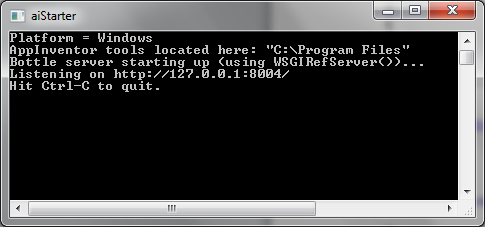 aiStarter
Platform = Windows
AppInventor tools located here: "C:\Program Files"
Bottle server starting up (using WSGIRefServer())...
Listening on http://127.0.0.1:8004/
Hit Ctrl-C to quit.